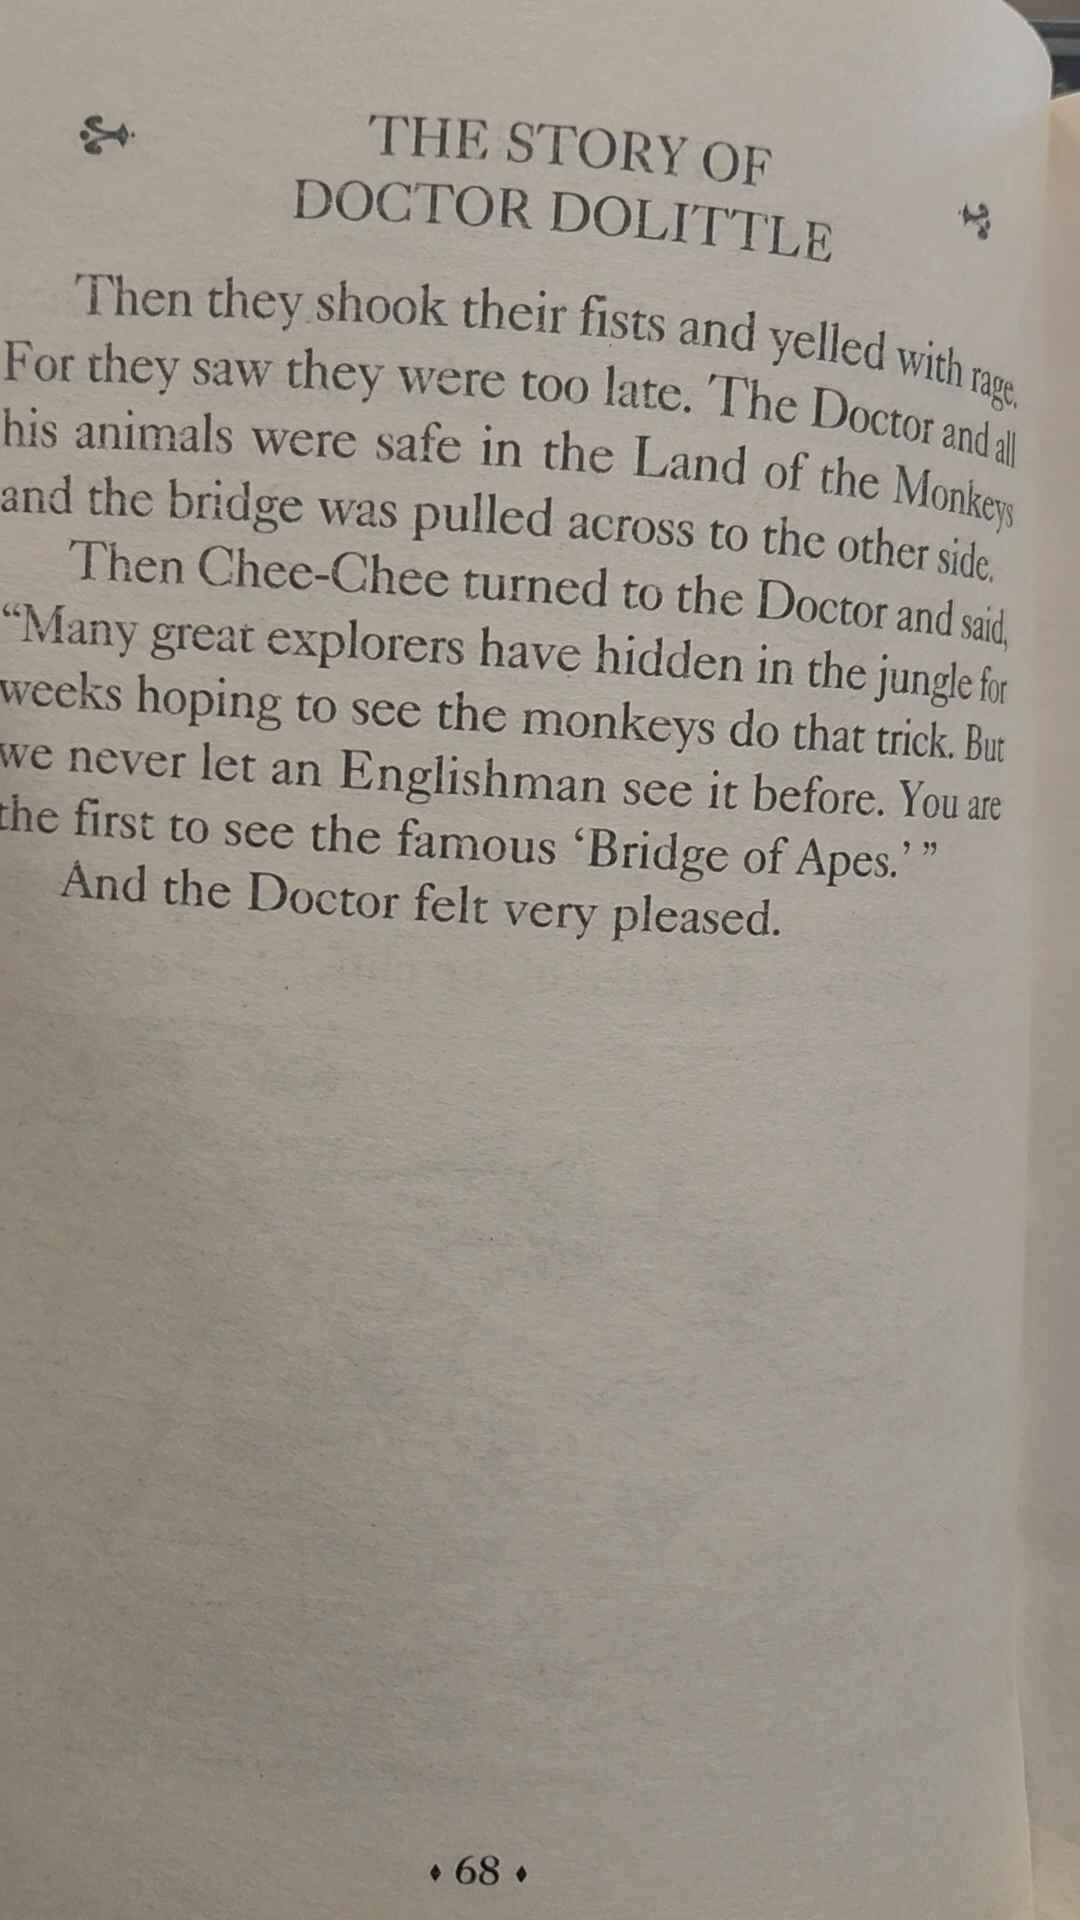 THE STORY OF
DOCTOR DOLITTLE
Then they shook their fists and yelled with rage.
For they saw they were too late. The Doctor and all
his animals were safe in the Land of the Monkeys
and the bridge was pulled across to the other side.
Then Chee-Chee turned to the Doctor and said,
“Many great explorers have hidden in the jungle for
weeks hoping to see the monkeys do that trick. But
we never let an Englishman see it before. You are
the first to see the famous ‘Bridge of Apes.’ ”
And the Doctor felt very pleased.
♦ 68 ♦